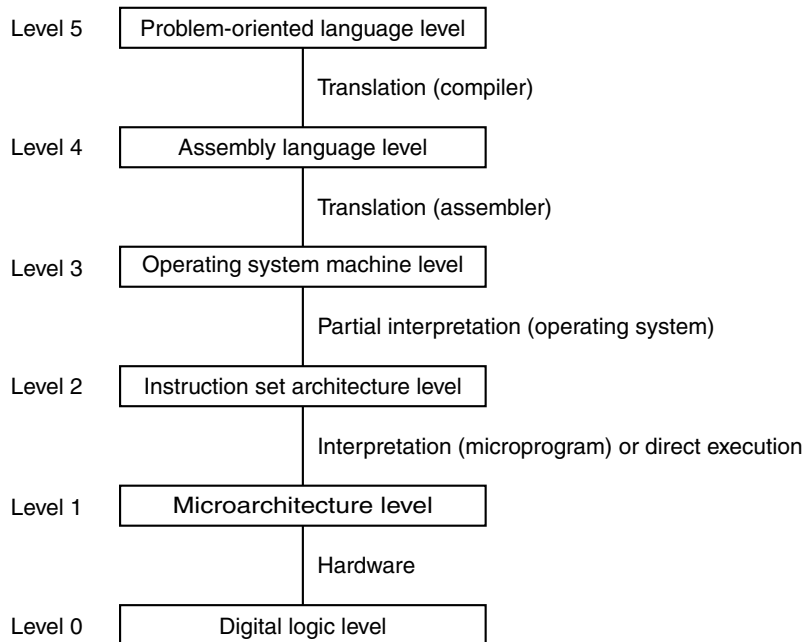 Level 5 Problem-oriented language level
Translation (compiler)
Level 4 Assembly language level
Translation (assembler)
Level 3 Operating system machine level
Partial interpretation (operating system)
Level 2 Instruction set architecture level
Interpretation (microprogram) or direct execution
Level 1 Microarchitecture level
Hardware
Level 0 Digital logic level